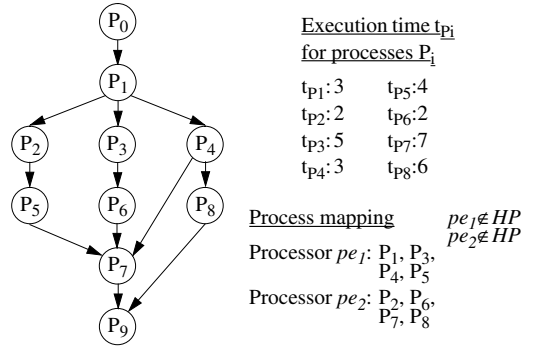 P0
P1
P2 P3 P4
P5 P6 P8
P7
P9
Execution time tPi
for processes Pi
tP1:3 tP5:4
tP2:2 tP6:2
tP3:5 tP7:7
tP4:3 tP8:6
Process mapping pe1∉HP
pe2∉HP
Processor pe1: P1, P3,
P4, P5
Processor pe2: P2, P6,
P7, P8